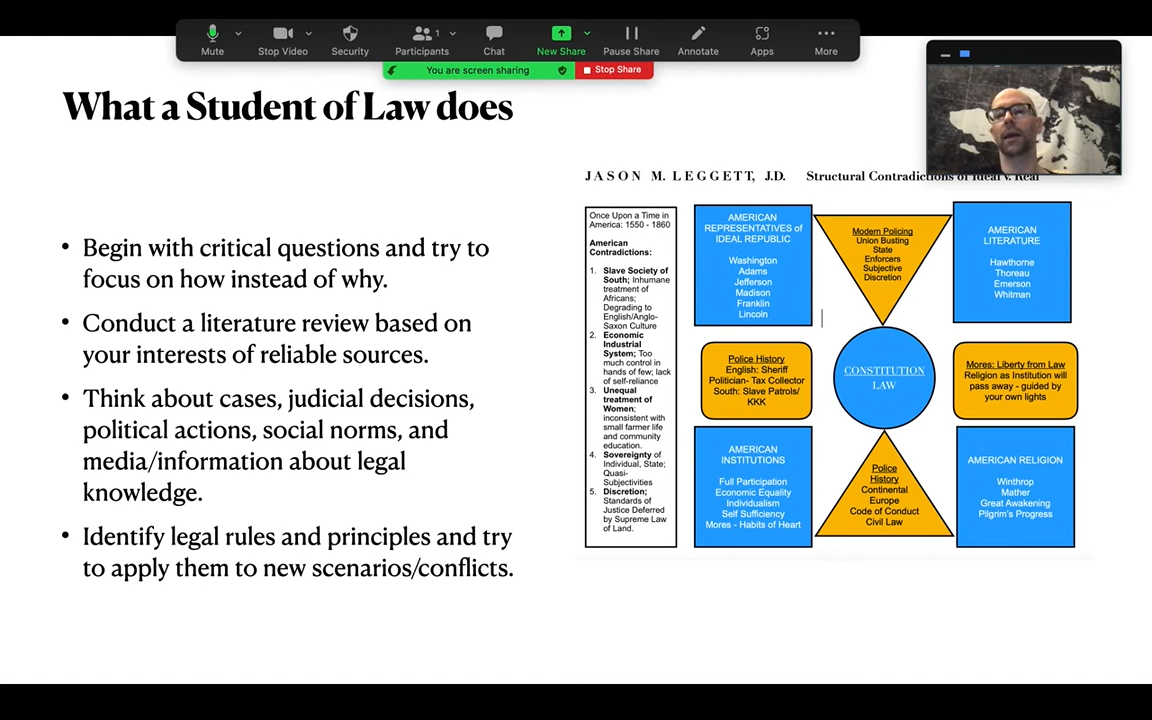 Mute
Stop Video
Security
Participants
1
Chat
New Share
Pause Share
Annotate
Apps
More
You are screen sharing
Stop Share
What a Student of Law does
• Begin with critical questions and try to
focus on how instead of why.
• Conduct a literature review based on
your interests of reliable sources.
• Think about cases, judicial decisions,
political actions, social norms, and
media/information about legal
knowledge.
• Identify legal rules and principles and try
to apply them to new scenarios/conflicts.
JASON M. LEGGETT, J.D. Structural Contradictions of Ideal v. Real
Once Upon a Time in
America: 1550 - 1860
American
Contradictions:
1. Slave Society of
South; Inhumane
treatment of
Africans;
Degrading to
English/Anglo-
Saxon Culture
2. Economic
Industrial
System; Too
much control in
hands of few; lack
of self-reliance
3. Unequal
treatment of
Women;
inconsistent with
small farmer life
and community
education.
4. Sovereignty of
Individual, State;
Quasi-
Subjectivities
5. Discretion;
Standards of
Justice Deferred
by Supreme Law
of Land.
AMERICAN
REPRESENTATIVES of
IDEAL REPUBLIC
Washington
Adams
Jefferson
Madison
Franklin
Lincoln
Modern Policing
Union Busting
State
Enforcers
Subjective
Discretion
AMERICAN
LITERATURE
Hawthorne
Thoreau
Emerson
Whitman
Police History
English: Sheriff
Politician- Tax Collector
South: Slave Patrols/
KKK
CONSTITUTION
LAW
Mores: Liberty from Law
Religion as Institution will
pass away - guided by
your own lights
AMERICAN
INSTITUTIONS
Full Participation
Economic Equality
Individualism
Self Sufficiency
Mores - Habits of Heart
Police
History
Continental
Europe
Code of Conduct
Civil Law
AMERICAN RELIGION
Winthrop
Mather
Great Awakening
Pilgrim's Progress